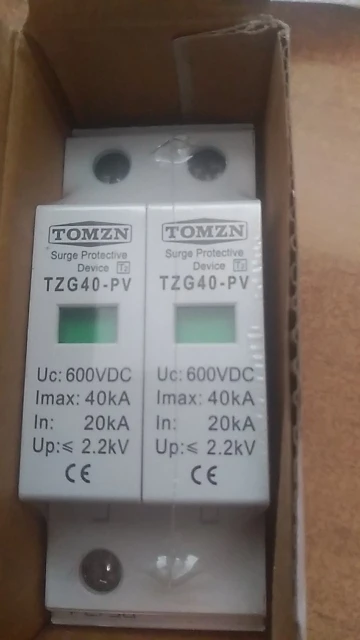 TOMZN
Surge Protective
Device T2
TZG40-PV
Uc: 600VDC
Imax: 40kA
In: 20kA
Up:≤ 2.2kV
CE
TOMZN
Surge Protective
Device T2
TZG40-PV
Uc: 600VDC
Imax: 40kA
In: 20kA
Up:≤ 2.2kV
CE